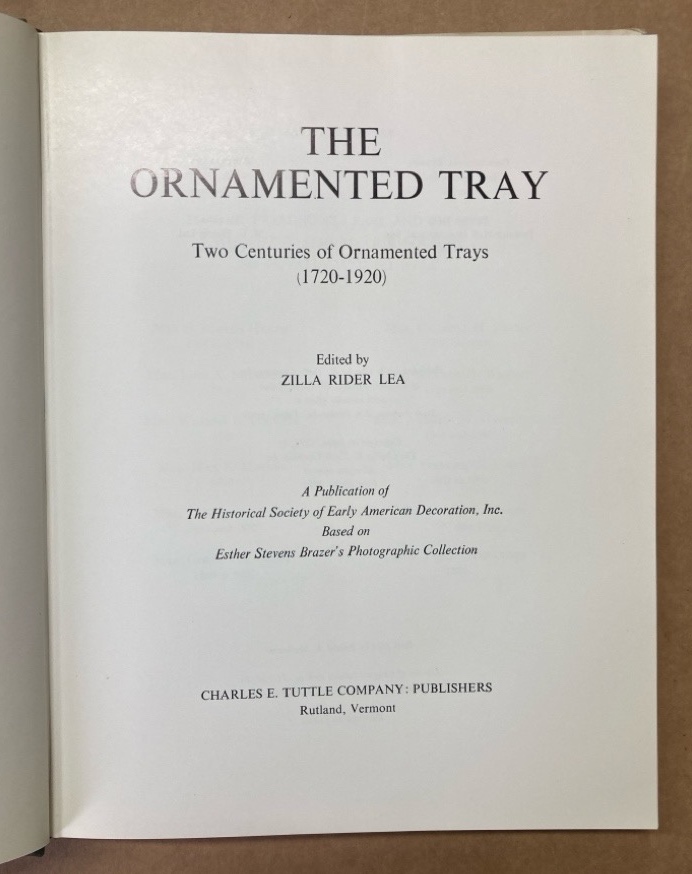 THE
ORNAMENTED TRAY
Two Centuries of Ornamented Trays
(1720-1920)
Edited by
ZILLA RIDER LEA
A Publication of
The Historical Society of Early American Decoration, Inc.
Based on
Esther Stevens Brazer's Photographic Collection
CHARLES E. TUTTLE COMPANY: PUBLISHERS
Rutland, Vermont